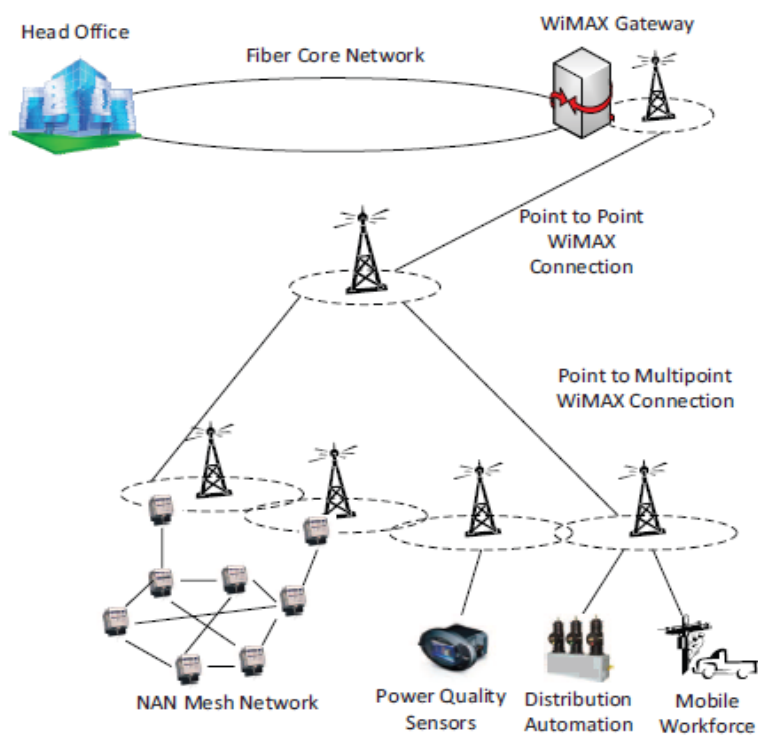 Head Office
Fiber Core Network
WiMAX Gateway
Point to Point
WiMAX
Connection
Point to Multipoint
WiMAX Connection
NAN Mesh Network
Power Quality
Sensors
Distribution
Automation
Mobile
Workforce